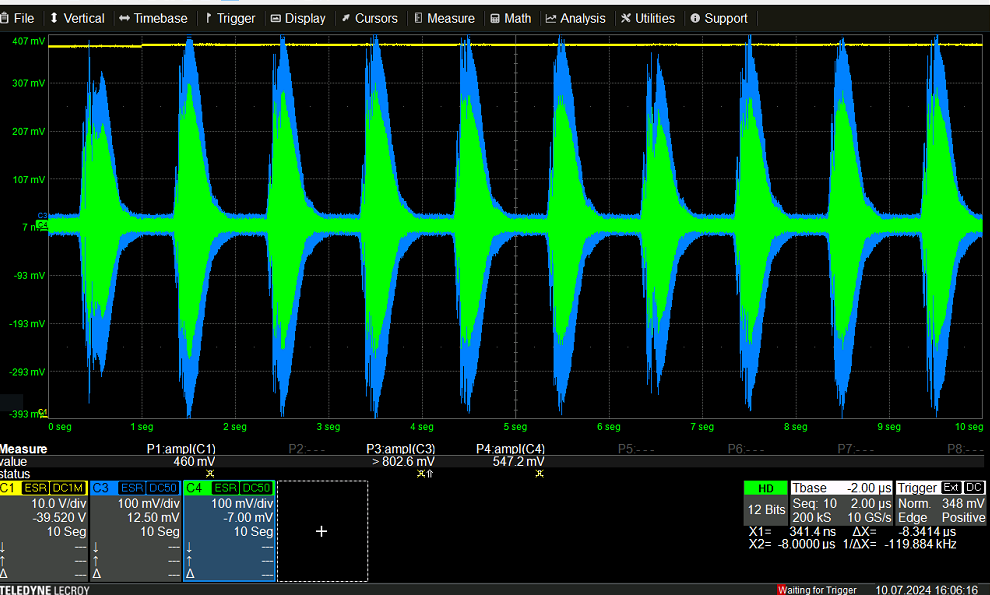 File Vertical Timebase Trigger Display Cursors Measure Math Analysis Utilities Support
407 mV
307 mV
207 mV
107 mV
C3
C4
7 m
-93 mV
-193 mV
-293 mV
-393 m
C1
0 seg 1 seg 2 seg 3 seg 4 seg 5 seg 6 seg 7 seg 8 seg 9 seg 10 seg
Measure P1:ampl(C1) P2:--- P3:ampl(C3) P4:ampl(C4) P5:--- P6:--- P7:--- P8:---
value 460 mV > 802.6 mV 547.2 mV
status
C1 ESR DC1M
10.0 V/div
-39.520 V
10 Seg
C3 ESR DC50
100 mV/div
12.50 mV
10 Seg
C4 ESR DC50
100 mV/div
-7.00 mV
10 Seg
HD
12 Bits
Tbase -2.00 µs
Seq: 10 2.00 µs
200 kS 10 GS/s
Trigger Ext DC
Norm. 348 mV
Edge Positive
X1= 341.4 ns ΔX= -8.3414 µs
X2= -8.0000 µs 1/ΔX= -119.884 kHz
TELEDYNE LECROY
Waiting for Trigger 10.07.2024 16:06:16